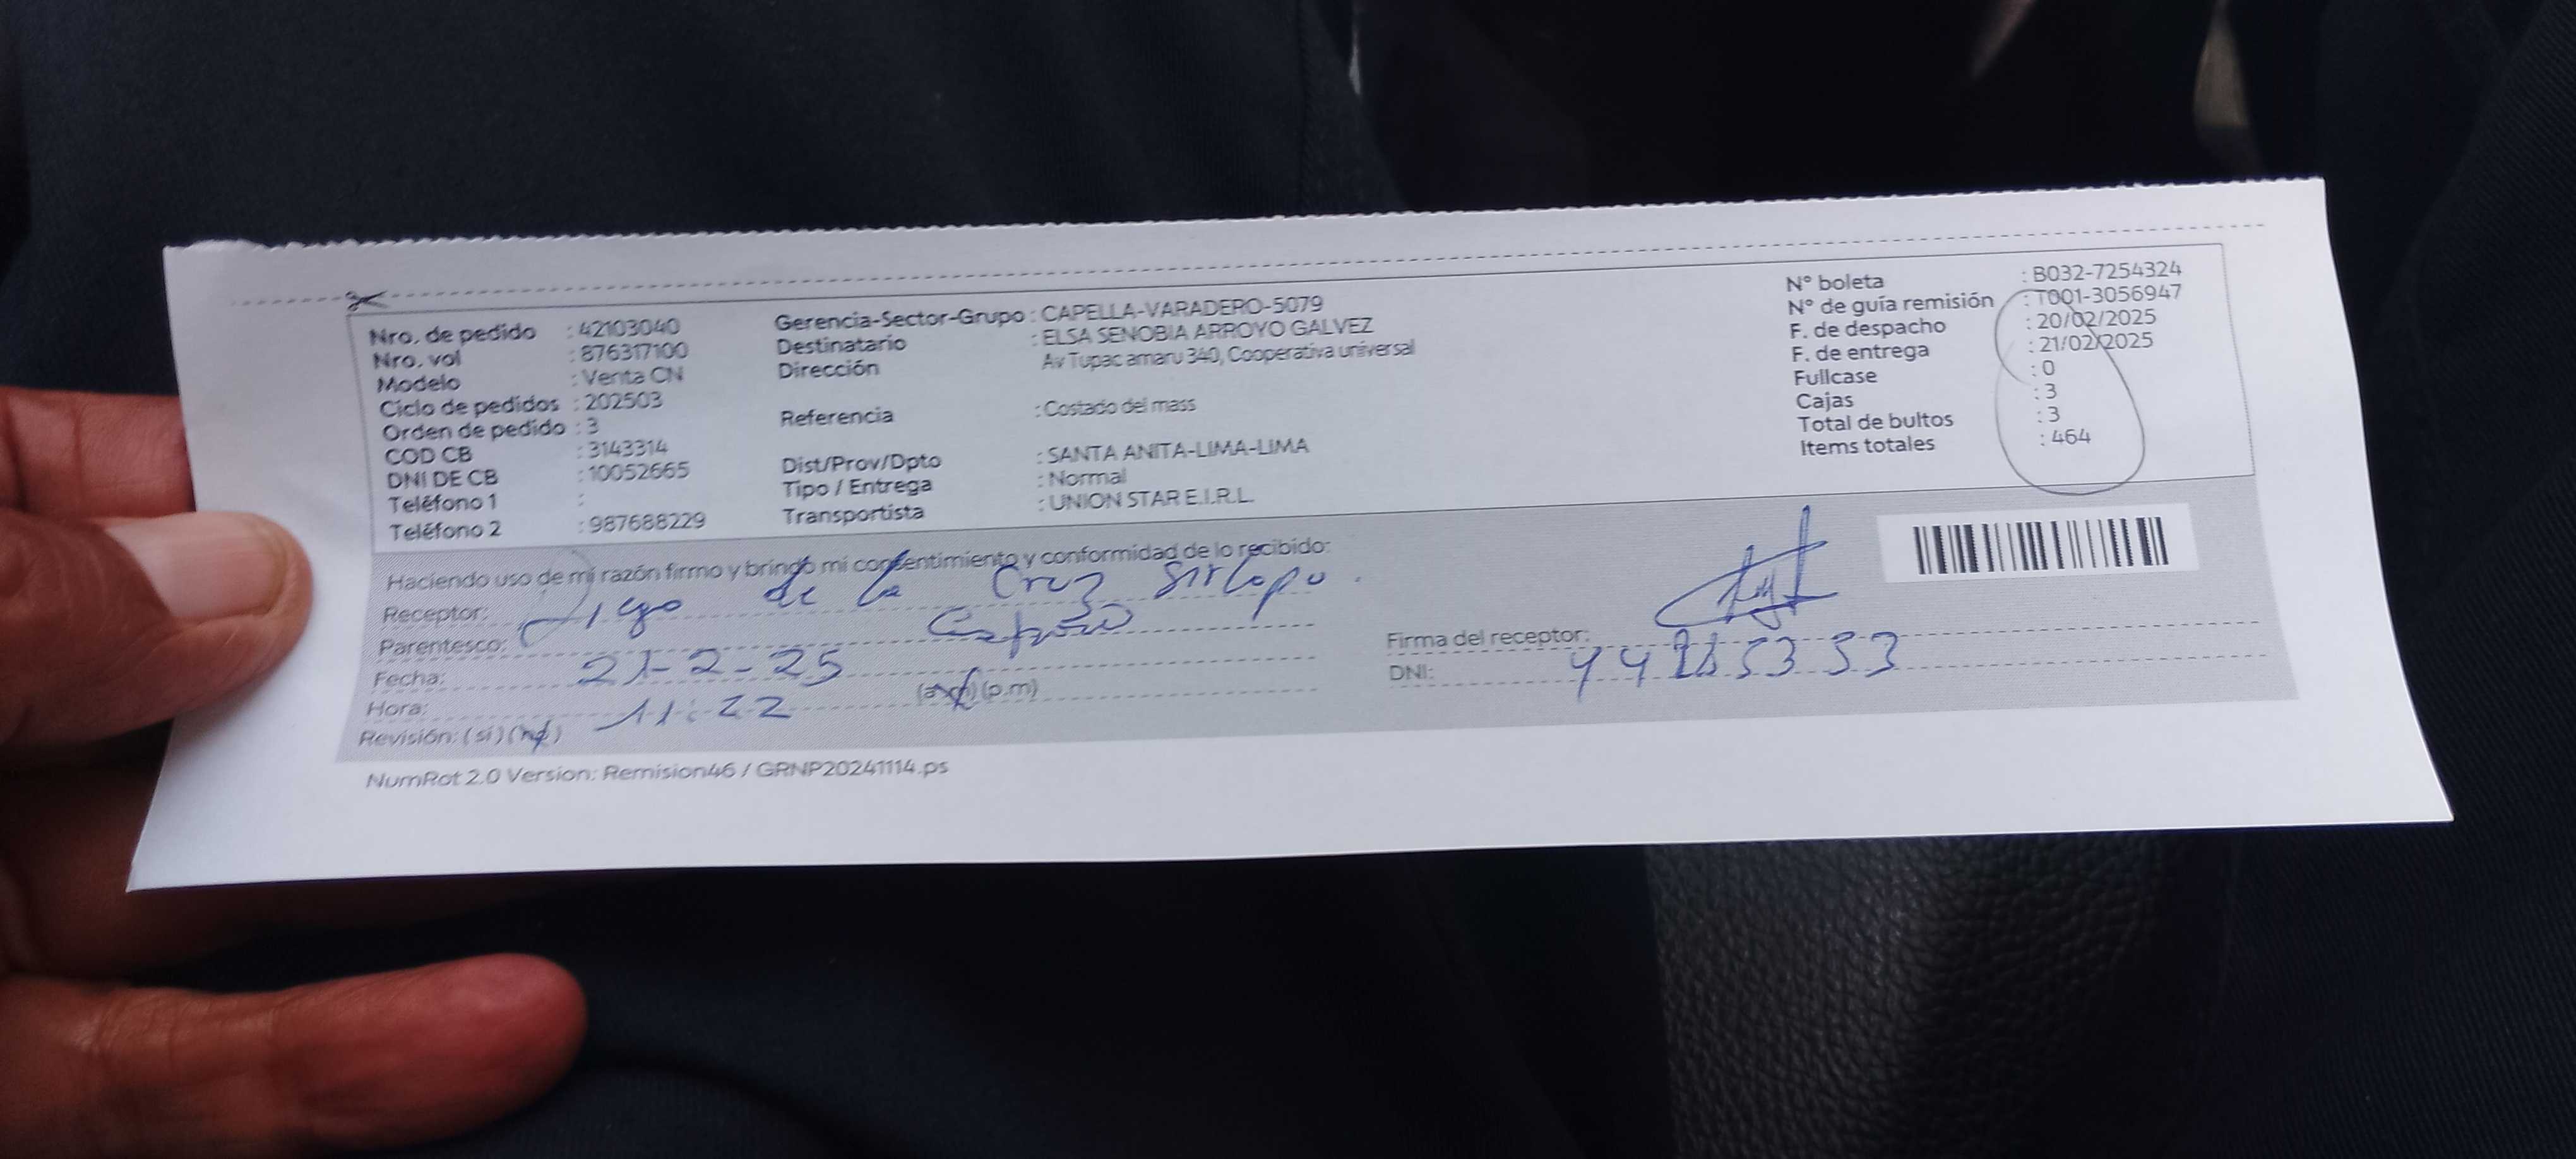 Nro. de pedido : 42103040
Nro. vol : 876317100
Modelo : Venta CN
Ciclo de pedidos : 202503
Orden de pedido : 3
COD CB : 3143314
DNI DE CB : 10052665
Teléfono 1 :
Teléfono 2 : 987688229
Gerencia-Sector-Grupo : CAPELLA-VARADERO-5079
Destinatario : ELSA SENOBIA ARROYO GALVEZ
Dirección Av Tupac amaru 340, Cooperativa universal
Referencia : Costado del mass
Dist/Prov/Dpto : SANTA ANITA-LIMA-LIMA
Tipo / Entrega : Normal
Transportista : UNION STAR E.I.R.L.
N° boleta : B032-7254324
N° de guía remisión : T001-3056947
F. de despacho : 20/02/2025
F. de entrega : 21/02/2025
Fullcase : 0
Cajas : 3
Total de bultos : 3
Items totales : 464
Haciendo uso de mi razón firmo y brindo mi consentimiento y conformidad de lo recibido:
Receptor: de la Cruz
Parentesco: Esposo
Fecha: 21-2-25
Hora: 11:22 (a.m) (p.m)
Revisión: ( si ) ( no )
Firma del receptor:
DNI:
NumRot 2.0 Version: Remision46 / GRNP20241114.ps